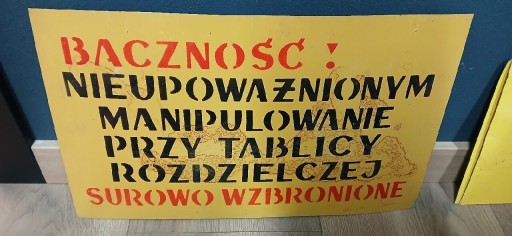 BACZNOŚĆ !
NIEUPOWAŻNIONYM
MANIPULOWANIE
PRZY TABLICY
ROZDZIELCZEJ
SUROWO WZBRONIONE